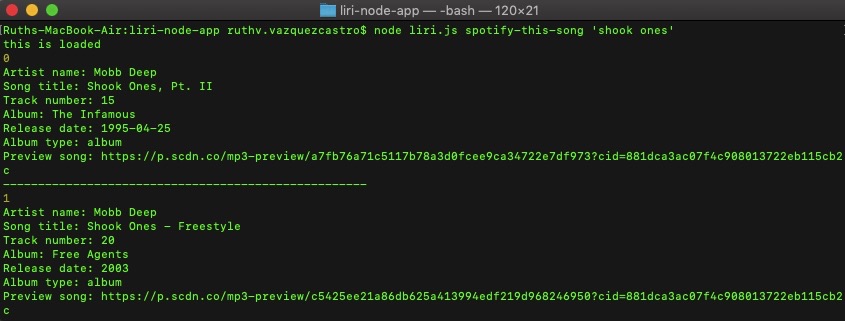 liri-node-app — -bash — 120×21
[Ruths-MacBook-Air:liri-node-app ruthv.vazquezcastro$ node liri.js spotify-this-song 'shook ones' ]
this is loaded
0
Artist name: Mobb Deep
Song title: Shook Ones, Pt. II
Track number: 15
Album: The Infamous
Release date: 1995-04-25
Album type: album
Preview song: https://p.scdn.co/mp3-preview/a7fb76a71c5117b78a3d0fcee9ca34722e7df973?cid=881dca3ac07f4c908013722eb115cb2
c
----------------------------------------------------
1
Artist name: Mobb Deep
Song title: Shook Ones - Freestyle
Track number: 20
Album: Free Agents
Release date: 2003
Album type: album
Preview song: https://p.scdn.co/mp3-preview/c5425ee21a86db625a413994edf219d968246950?cid=881dca3ac07f4c908013722eb115cb2
c